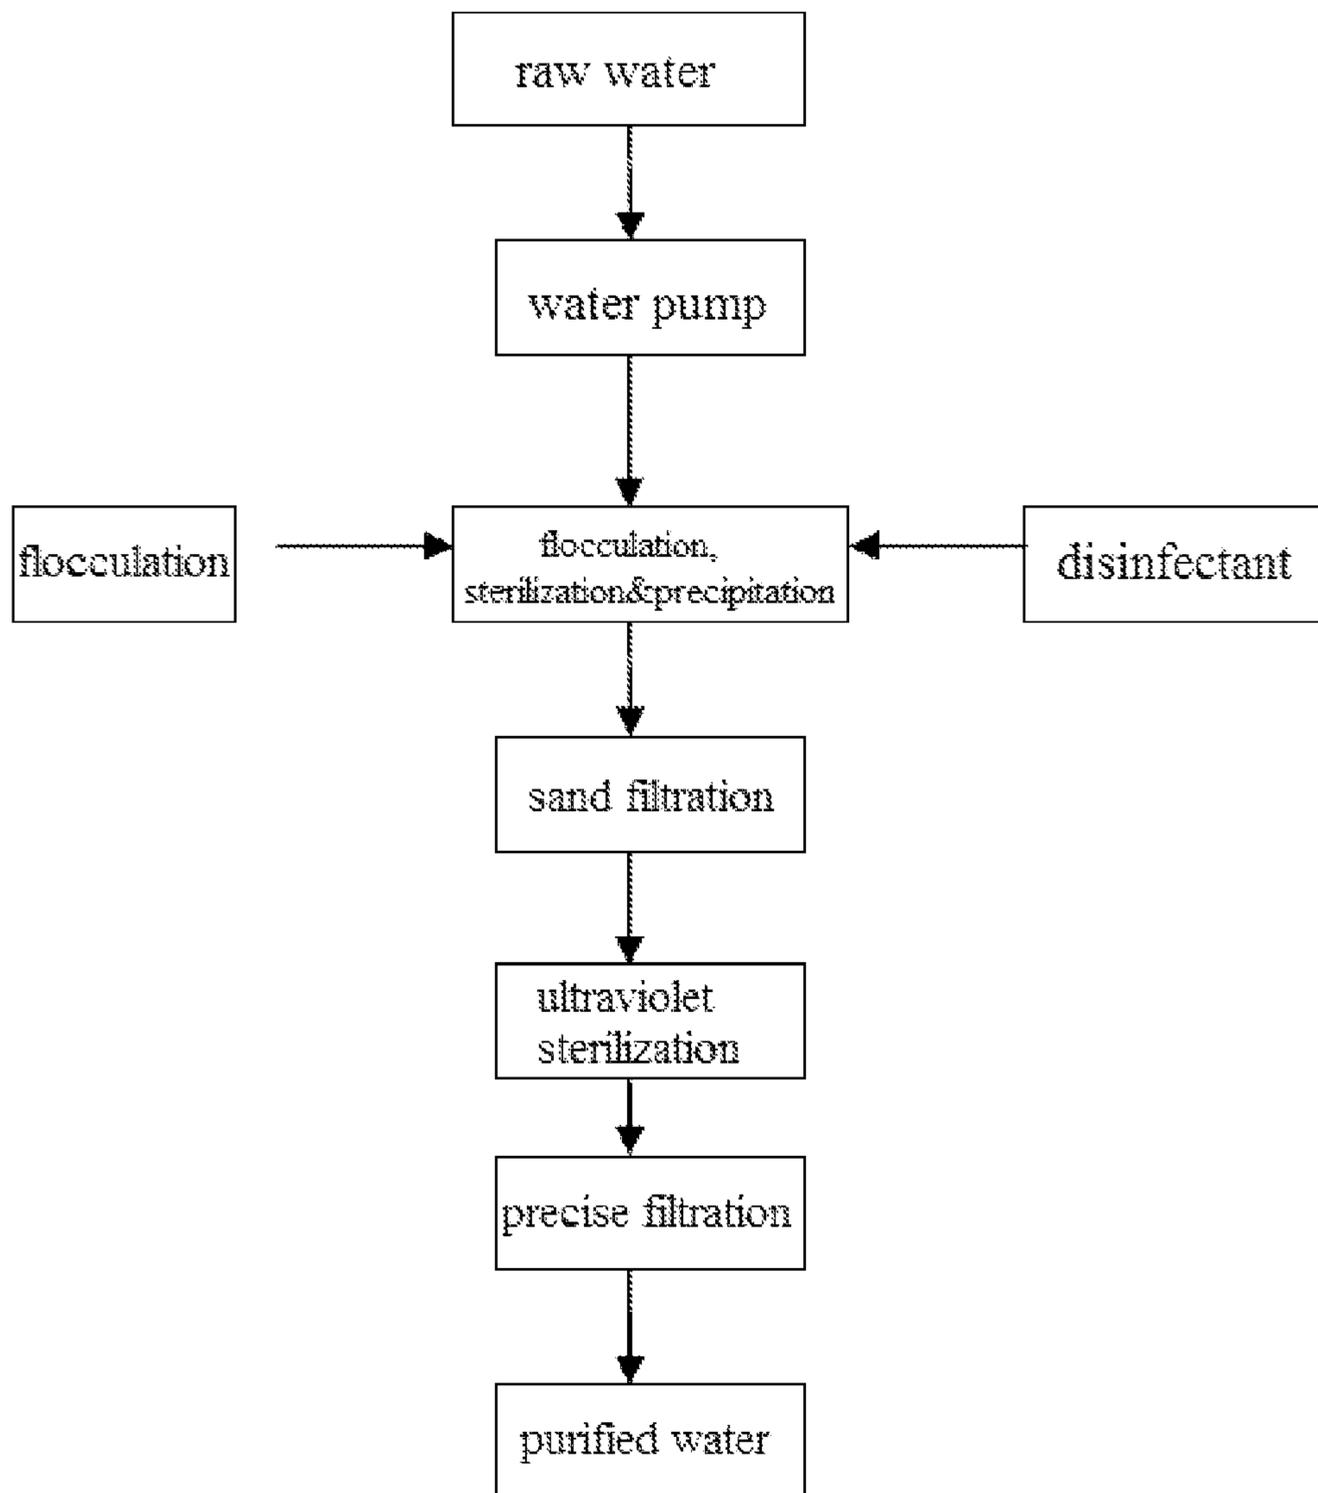 raw water
water pump
flocculation
flocculation,
sterilization&precipitation
disinfectant
sand filtration
ultraviolet
sterilization
precise filtration
purified water